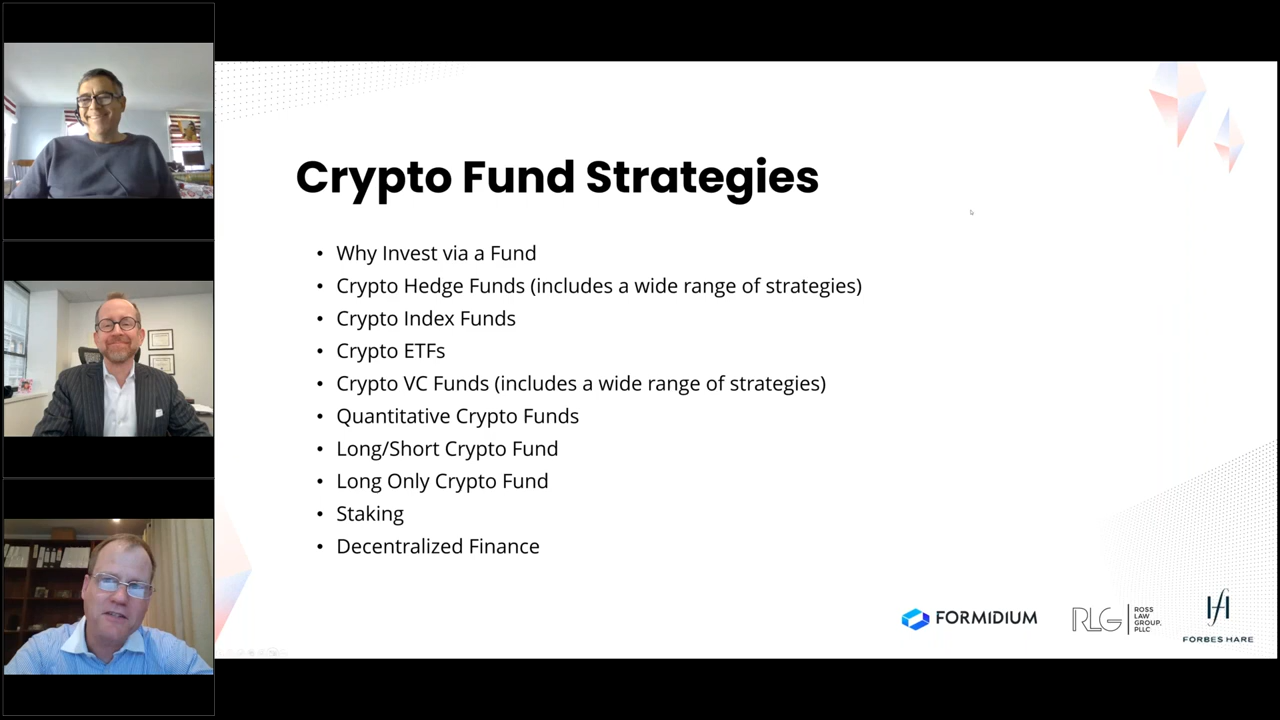 Crypto Fund Strategies
• Why Invest via a Fund
• Crypto Hedge Funds (includes a wide range of strategies)
• Crypto Index Funds
• Crypto ETFs
• Crypto VC Funds (includes a wide range of strategies)
• Quantitative Crypto Funds
• Long/Short Crypto Fund
• Long Only Crypto Fund
• Staking
• Decentralized Finance
FORMIDIUM
RLG
ROSS
LAW
GROUP,
PLLC
FORBES HARE